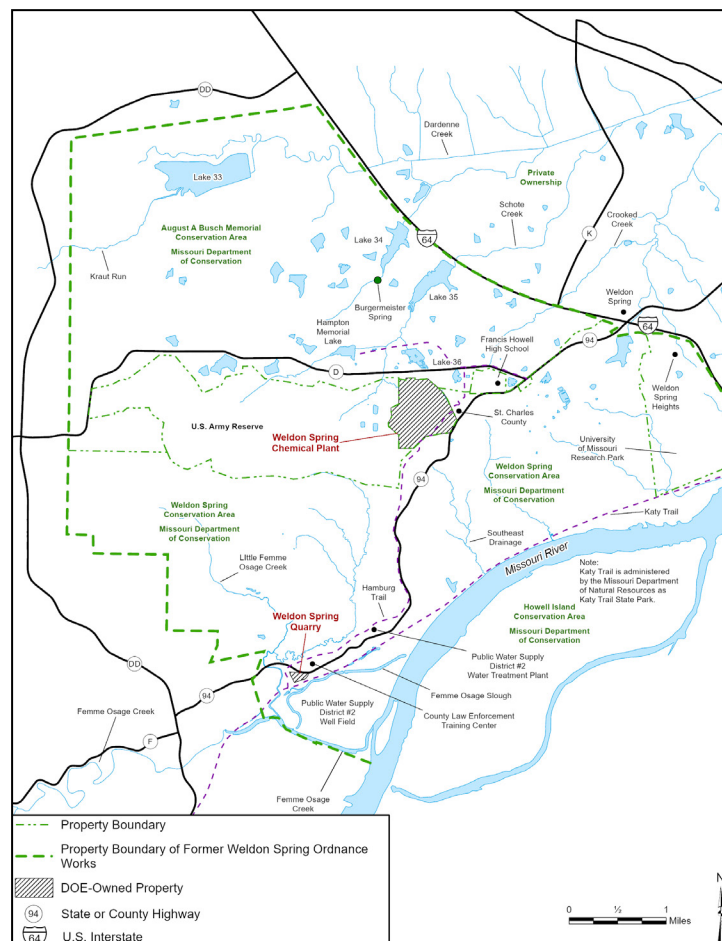 DD
Dardenne
Creek
Lake 33
Private
Ownership
Schote
Creek
August A Busch Memorial
Conservation Area
Missouri Department
of Conservation
Lake 34
64
Crooked
Creek
K
Kraut Run
Lake 35
Burgermeister
Spring
Weldon
Spring
Hampton
Memorial
Lake
Francis Howell
High School
94
64
Lake 36
D
Weldon
Spring
Heights
U.S. Army Reserve
Weldon Spring
Chemical Plant
St. Charles
County
University
of Missouri
Research Park
Weldon Spring
Conservation Area
Missouri Department
of Conservation
94
Weldon Spring
Conservation Area
Missouri Department
of Conservation
Katy Trail
Southeast
Drainage
Missouri River
Note:
Katy Trail is administered
by the Missouri Department
of Natural Resources as
Katy Trail State Park.
LIttle Femme
Osage Creek
Hamburg
Trail
Howell Island
Conservation Area
Missouri Department
of Conservation
Weldon Spring
Quarry
Public Water Supply
District #2
Water Treatment Plant
DD
94
Femme Osage Slough
Femme Osage Creek
Public Water Supply
District #2
Well Field
County Law Enforcement
Training Center
F
Femme Osage
Creek
Property Boundary
Property Boundary of Former Weldon Spring Ordnance
Works
DOE-Owned Property
94
State or County Highway
64
U.S. Interstate
N
0 ½ 1
Miles